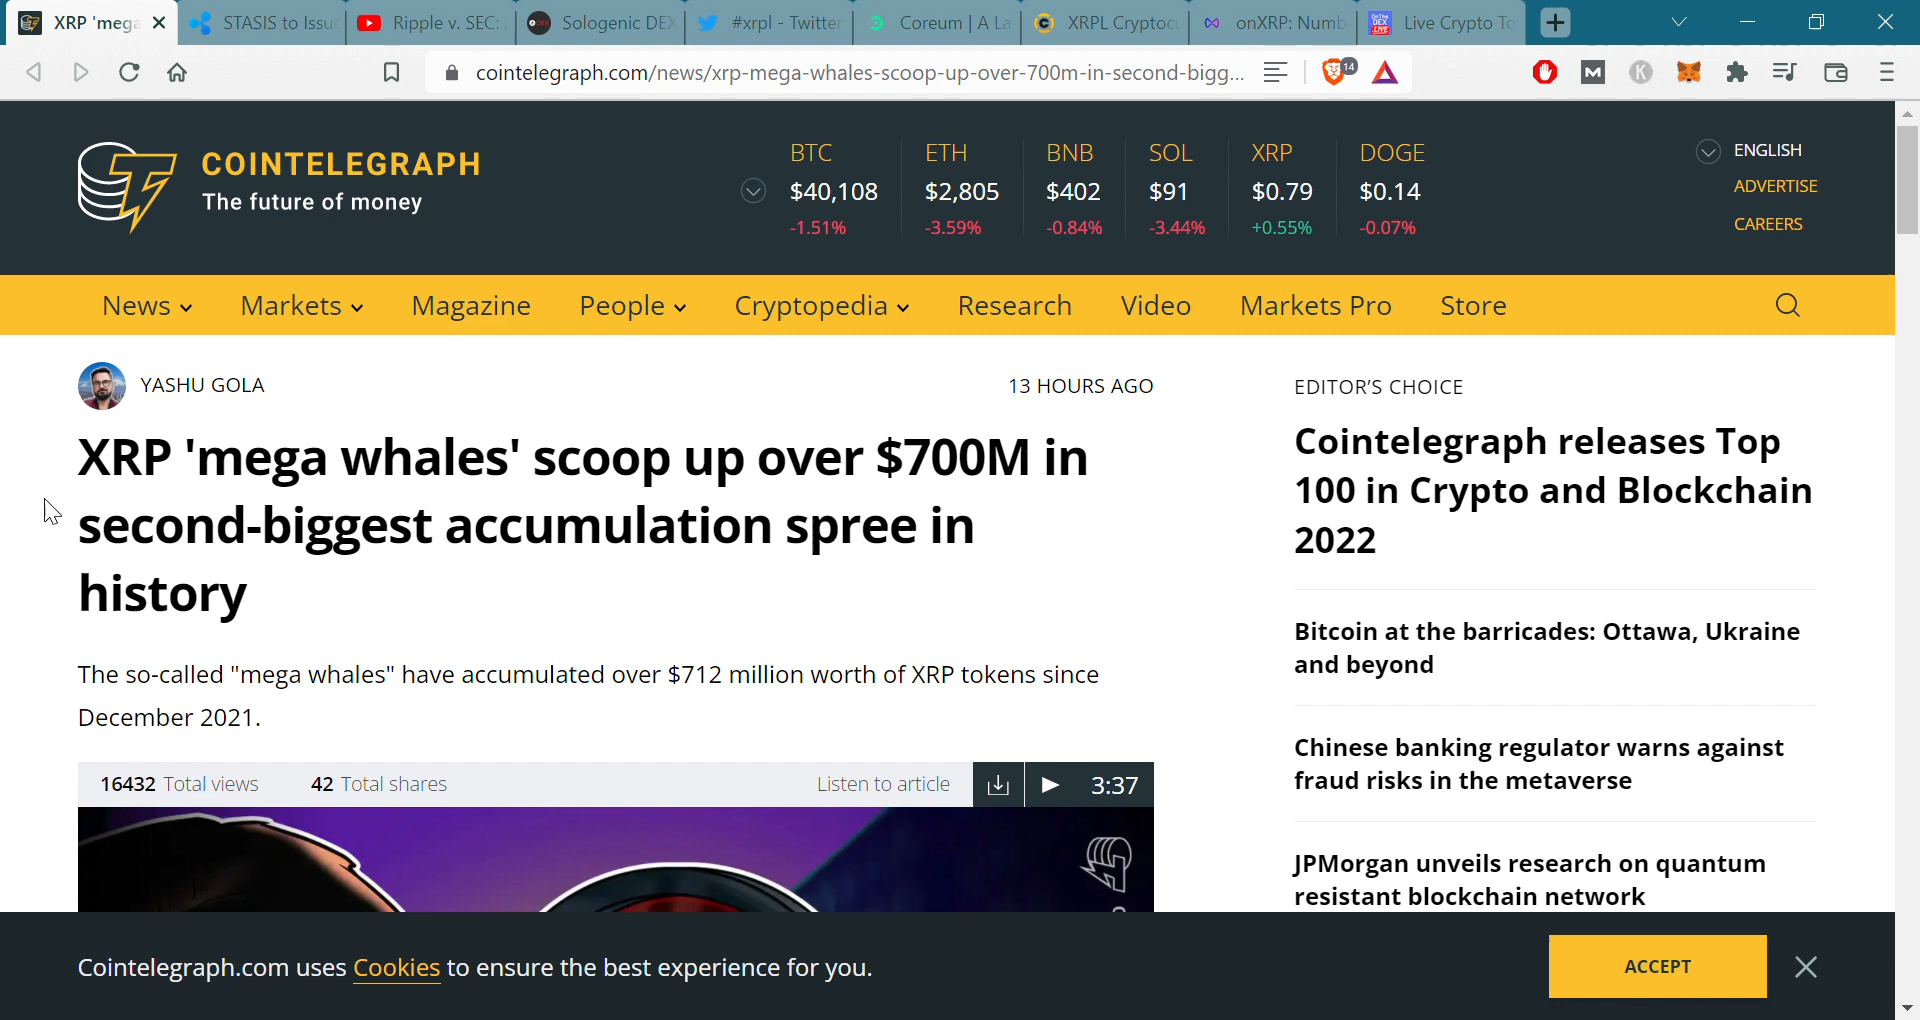 XRP 'mega
STASIS to Issu
Ripple v. SEC:
Sologenic DEX
#xrpl - Twitter
Coreum | A La
XRPL Cryptoc
onXRP: Numb
Live Crypto To
cointelegraph.com/news/xrp-mega-whales-scoop-up-over-700m-in-second-bigg...
14
COINTELEGRAPH
The future of money
BTC ETH BNB SOL XRP DOGE
$40,108 $2,805 $402 $91 $0.79 $0.14
-1.51% -3.59% -0.84% -3.44% +0.55% -0.07%
ENGLISH
ADVERTISE
CAREERS
News Markets Magazine People Cryptopedia Research Video Markets Pro Store
YASHU GOLA
13 HOURS AGO
XRP 'mega whales' scoop up over $700M in
second-biggest accumulation spree in
history
The so-called "mega whales" have accumulated over $712 million worth of XRP tokens since
December 2021.
16432 Total views 42 Total shares Listen to article 3:37
EDITOR'S CHOICE
Cointelegraph releases Top
100 in Crypto and Blockchain
2022
Bitcoin at the barricades: Ottawa, Ukraine
and beyond
Chinese banking regulator warns against
fraud risks in the metaverse
JPMorgan unveils research on quantum
resistant blockchain network
Cointelegraph.com uses Cookies to ensure the best experience for you.
ACCEPT